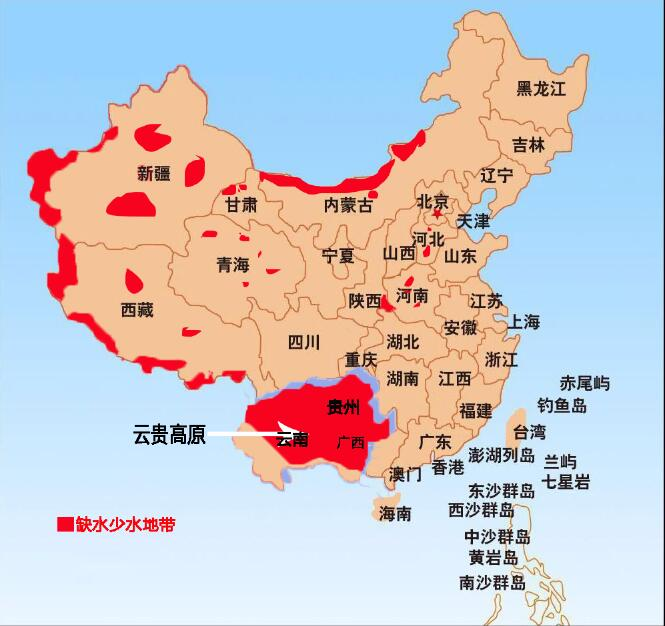 黑龙江
吉林
辽宁
新疆
甘肃
内蒙古
北京
天津
河北
宁夏
山西
山东
青海
西藏
陕西
河南
江苏
安徽
上海
四川
湖北
重庆
浙江
湖南
江西
赤尾屿
钓鱼岛
贵州
福建
云贵高原
云南
广西
广东
台湾
澎湖列岛
兰屿
香港
澳门
七星岩
东沙群岛
西沙群岛
海南
缺水少水地带
中沙群岛
黄岩岛
南沙群岛